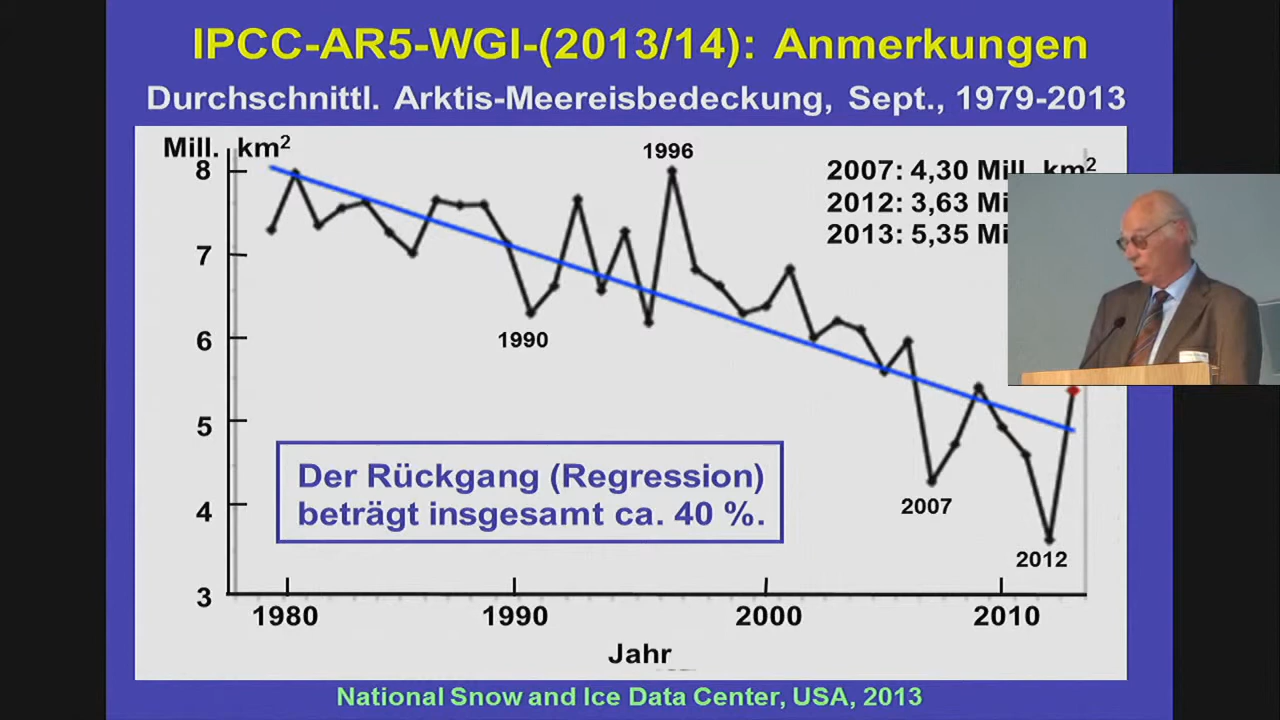 IPCC-AR5-WGI-(2013/14): Anmerkungen
Durchschnittl. Arktis-Meereisbedeckung, Sept., 1979-2013
Mill. km²
8
7
6
5
4
3
1996
1990
2007
2012
2007: 4,30 Mill. km²
2012: 3,63
2013: 5,35
Der Rückgang (Regression)
beträgt insgesamt ca. 40 %.
1980 1990 2000 2010
Jahr
National Snow and Ice Data Center, USA, 2013